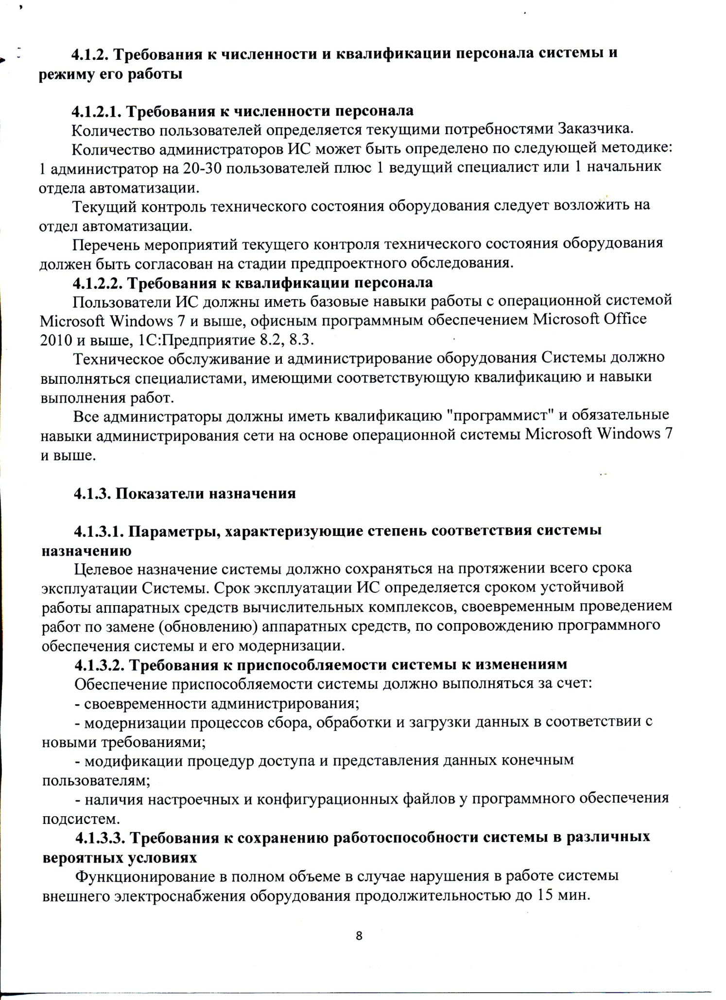 4.1.2. Требования к численности и квалификации персонала системы и
режиму его работы
4.1.2.1. Требования к численности персонала
Количество пользователей определяется текущими потребностями Заказчика.
Количество администраторов ИС может быть определено по следующей методике:
1 администратор на 20-30 пользователей плюс 1 ведущий специалист или 1 начальник
отдела автоматизации.
Текущий контроль технического состояния оборудования следует возложить на
отдел автоматизации.
Перечень мероприятий текущего контроля технического состояния оборудования
должен быть согласован на стадии предпроектного обследования.
4.1.2.2. Требования к квалификации персонала
Пользователи ИС должны иметь базовые навыки работы с операционной системой
Microsoft Windows 7 и выше, офисным программным обеспечением Microsoft Office
2010 и выше, 1С:Предприятие 8.2, 8.3.
Техническое обслуживание и администрирование оборудования Системы должно
выполняться специалистами, имеющими соответствующую квалификацию и навыки
выполнения работ.
Все администраторы должны иметь квалификацию "программист" и обязательные
навыки администрирования сети на основе операционной системы Microsoft Windows 7
и выше.
4.1.3. Показатели назначения
4.1.3.1. Параметры, характеризующие степень соответствия системы
назначению
Целевое назначение системы должно сохраняться на протяжении всего срока
эксплуатации Системы. Срок эксплуатации ИС определяется сроком устойчивой
работы аппаратных средств вычислительных комплексов, своевременным проведением
работ по замене (обновлению) аппаратных средств, по сопровождению программного
обеспечения системы и его модернизации.
4.1.3.2. Требования к приспособляемости системы к изменениям
Обеспечение приспособляемости системы должно выполняться за счет:
- своевременности администрирования;
- модернизации процессов сбора, обработки и загрузки данных в соответствии с
новыми требованиями;
- модификации процедур доступа и представления данных конечным
пользователям;
- наличия настроечных и конфигурационных файлов у программного обеспечения
подсистем.
4.1.3.3. Требования к сохранению работоспособности системы в различных
вероятных условиях
Функционирование в полном объеме в случае нарушения в работе системы
внешнего электроснабжения оборудования продолжительностью до 15 мин.
8